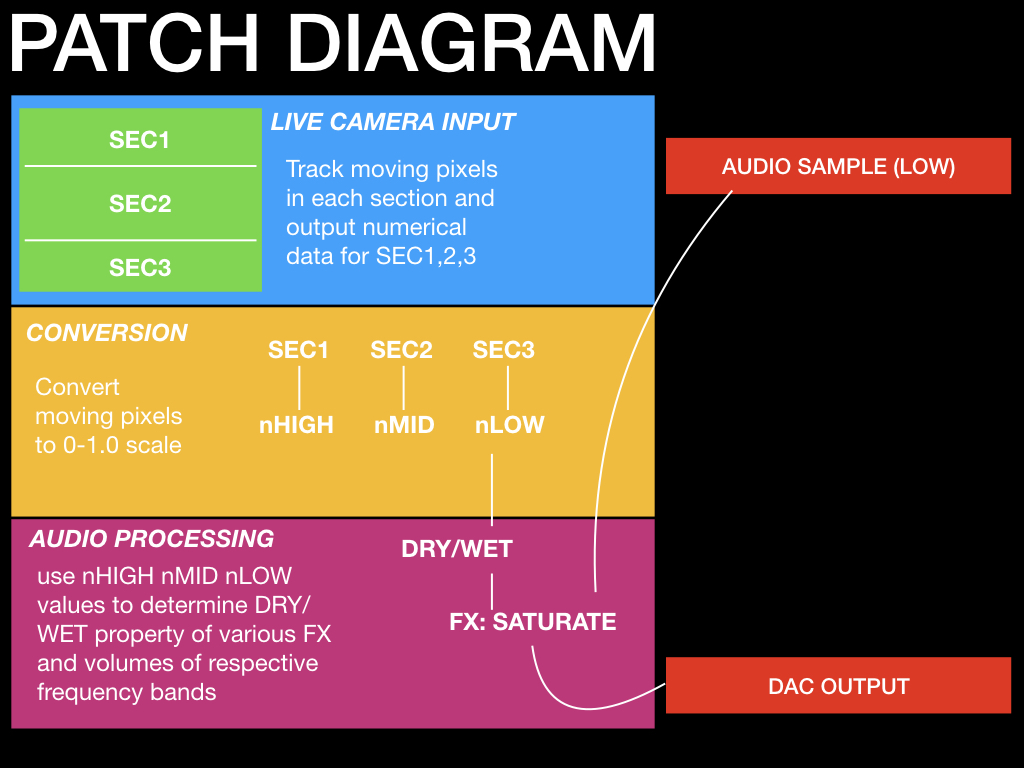 PATCH DIAGRAM
SEC1
SEC2
SEC3
LIVE CAMERA INPUT
Track moving pixels
in each section and
output numerical
data for SEC1,2,3
AUDIO SAMPLE (LOW)
CONVERSION
Convert
moving pixels
to 0-1.0 scale
SEC1 SEC2 SEC3
nHIGH nMID nLOW
AUDIO PROCESSING
use nHIGH nMID nLOW
values to determine DRY/
WET property of various FX
and volumes of respective
frequency bands
DRY/WET
FX: SATURATE
DAC OUTPUT